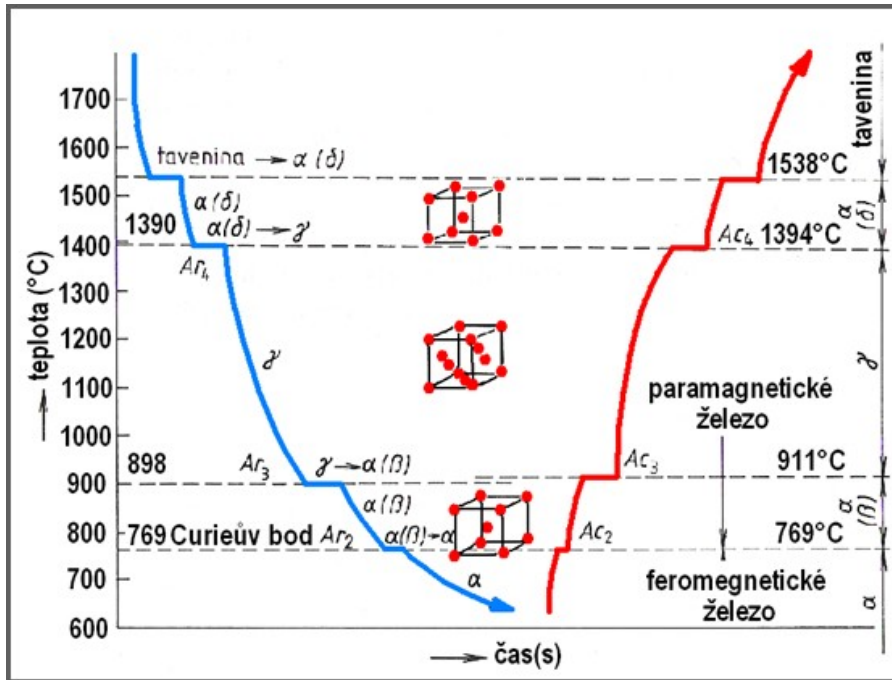 1700
1600
1500
1400
1300
1200
1100
1000
900
800
700
600
teplota (°C)
čas(s)
tavenina → α (δ)
α(δ)
1390
α(δ) → γ
Ar4
γ
898
Ar3
γ → α(β)
α(β)
769 Curieův bod
Ar2
α(β) → α
α
1538°C
Ac4
1394°C
paramagnetické
železo
Ac3
911°C
Ac2
769°C
feromegnetické
železo
tavenina
α
(δ)
γ
α
(β)
α